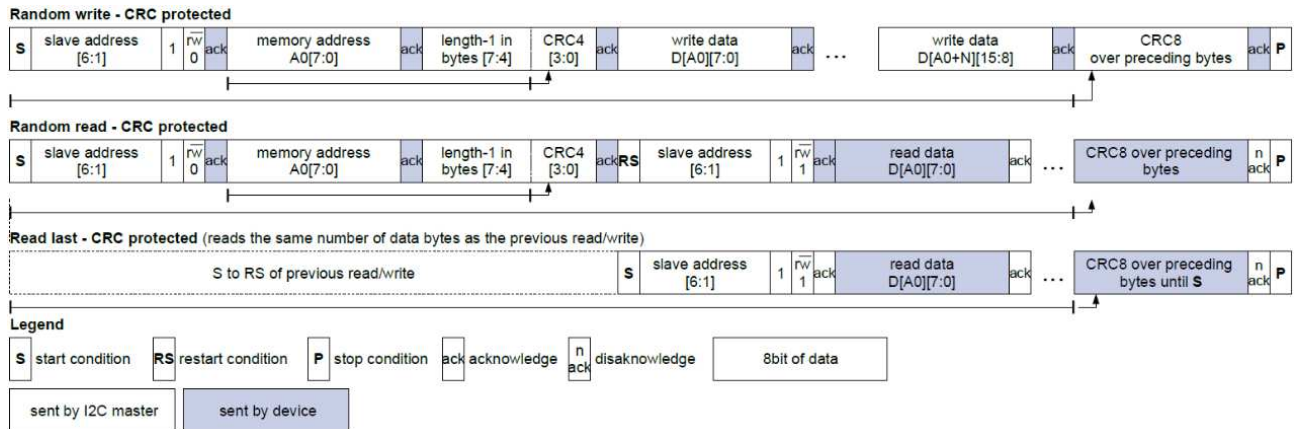 Random write - CRC protected
S slave address [6:1] 1 rw 0 ack memory address A0[7:0] ack length-1 in bytes [7:4] CRC4 [3:0] ack write data D[A0][7:0] ack ... write data D[A0+N][15:8] ack CRC8 over preceding bytes ack P
Random read - CRC protected
S slave address [6:1] 1 rw 0 ack memory address A0[7:0] ack length-1 in bytes [7:4] CRC4 [3:0] ack RS slave address [6:1] 1 rw 1 ack read data D[A0][7:0] ack ... CRC8 over preceding bytes n ack P
Read last - CRC protected (reads the same number of data bytes as the previous read/write)
S to RS of previous read/write S slave address [6:1] 1 rw 1 ack read data D[A0][7:0] ack ... CRC8 over preceding bytes until S n ack P
Legend
S start condition RS restart condition P stop condition ack acknowledge n ack disaknowledge 8bit of data
sent by I2C master sent by device